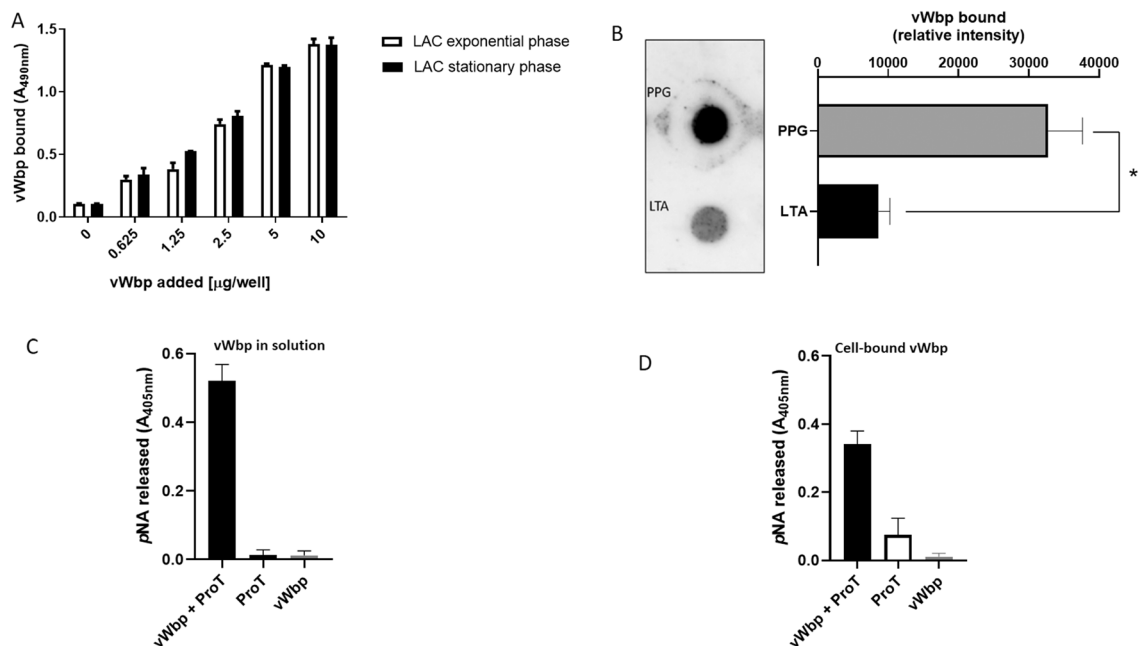 A
vWbp bound (A490nm)
1.5
1.0
0.5
0.0
0
0.625
1.25
2.5
5
10
vWbp added [μg/well]
LAC exponential phase
LAC stationary phase
B
PPG
LTA
vWbp bound
(relative intensity)
0
10000
20000
30000
40000
PPG
LTA
*
C
vWbp in solution
pNA released (A405nm)
0.6
0.4
0.2
0.0
vWbp + ProT
ProT
vWbp
D
Cell-bound vWbp
pNA released (A405nm)
0.6
0.4
0.2
0.0
vWbp + ProT
ProT
vWbp